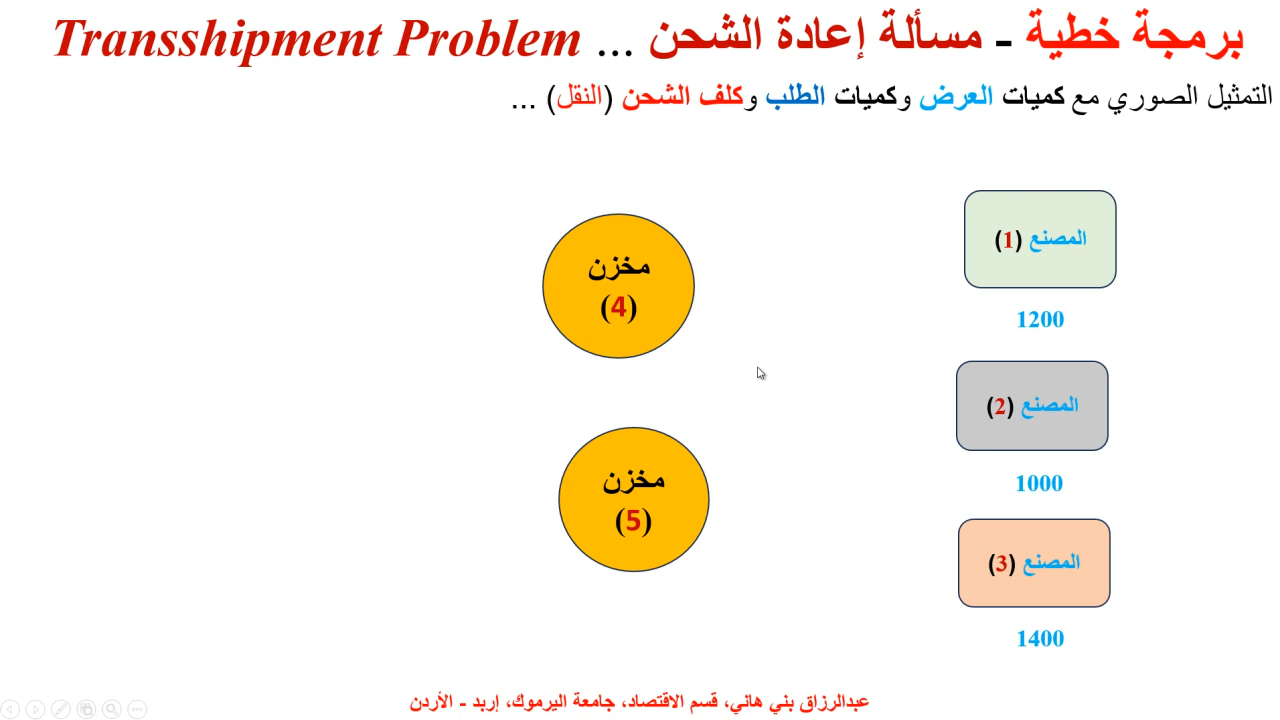 برمجة خطية - مسألة إعادة الشحن ... Transshipment Problem
التمثيل الصوري مع كميات العرض وكميات الطلب وكلف الشحن (النقل) ...
المصنع (1)
1200
مخزن
(4)
المصنع (2)
1000
مخزن
(5)
المصنع (3)
1400
عبدالرزاق بني هاني، قسم الاقتصاد، جامعة اليرموك، إربد - الأردن